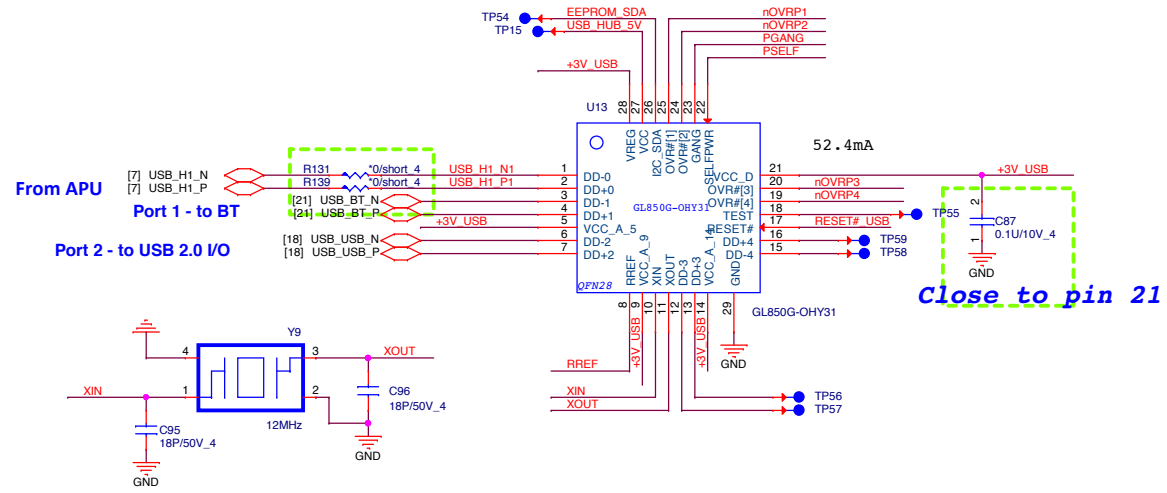 TP54
EEPROM_SDA
nOVRP1
TP15
USB_HUB_5V
nOVRP2
PGANG
PSELF
+3V_USB
28
27
26
25
24
23
22
U13
VREG
VCC
I2C_SDA
OVR#[1]
OVR#[2]
GANG
SELFPWR
52.4mA
From APU
[7] USB_H1_N
R131
*0/short_4
USB_H1_N1
1
DD-0
[7] USB_H1_P
R139
*0/short_4
USB_H1_P1
2
DD+0
Port 1 - to BT
[21] USB_BT_N
3
DD-1
[21] USB_BT_P
4
DD+1
+3V_USB
5
VCC_A_5
Port 2 - to USB 2.0 I/O
[18] USB_USB_N
6
DD-2
[18] USB_USB_P
7
DD+2
GL850G-OHY31
VCC_D
21
+3V_USB
OVR#[3]
20
nOVRP3
OVR#[4]
19
nOVRP4
TEST
18
TP55
RESET#
17
RESET#_USB
DD+4
16
TP59
DD-4
15
TP58
2
C87
0.1U/10V_4
1
GND
Close to pin 21
RREF
VCC_A_9
XIN
XOUT
DD-3
DD+3
VCC_A_14
GND
QFN28
8
9
10
11
12
13
14
29
GL850G-OHY31
+3V_USB
+3V_USB
GND
RREF
XIN
XOUT
TP56
TP57
Y9
4
3
XOUT
XIN
1
2
12MHz
C96
18P/50V_4
C95
18P/50V_4
GND
GND